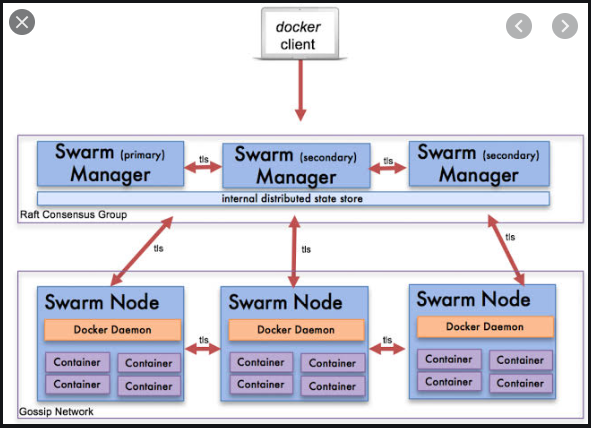 docker
client
Swarm (primary)
Manager
tls
Swarm (secondary)
Manager
tls
Swarm (secondary)
Manager
internal distributed state store
Raft Consensus Group
tls
tls
tls
Swarm Node
Docker Daemon
Container Container
Container Container
tls
Swarm Node
Docker Daemon
Container Container
Container Container
tls
Swarm Node
Docker Daemon
Container Container
Container Container
Gossip Network